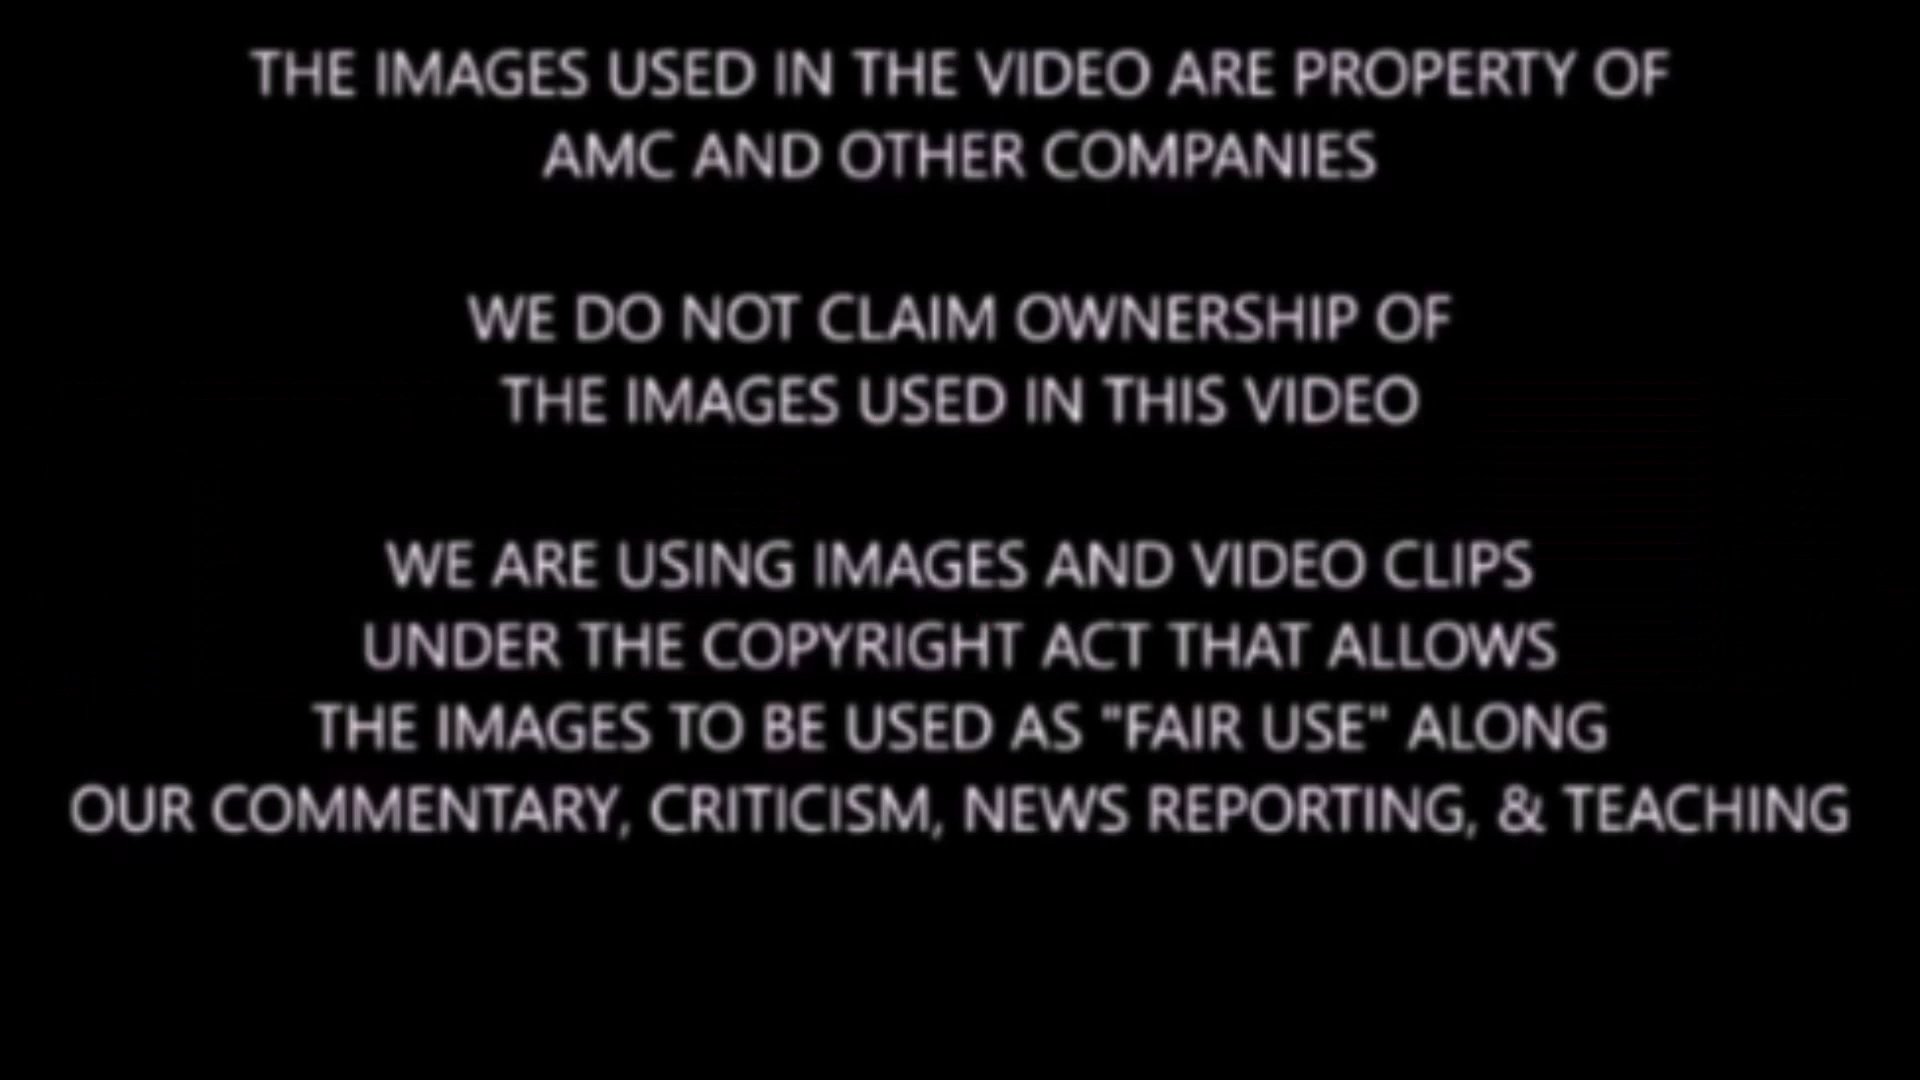 THE IMAGES USED IN THE VIDEO ARE PROPERTY OF
AMC AND OTHER COMPANIES
WE DO NOT CLAIM OWNERSHIP OF
THE IMAGES USED IN THIS VIDEO
WE ARE USING IMAGES AND VIDEO CLIPS
UNDER THE COPYRIGHT ACT THAT ALLOWS
THE IMAGES TO BE USED AS "FAIR USE" ALONG
OUR COMMENTARY, CRITICISM, NEWS REPORTING, & TEACHING